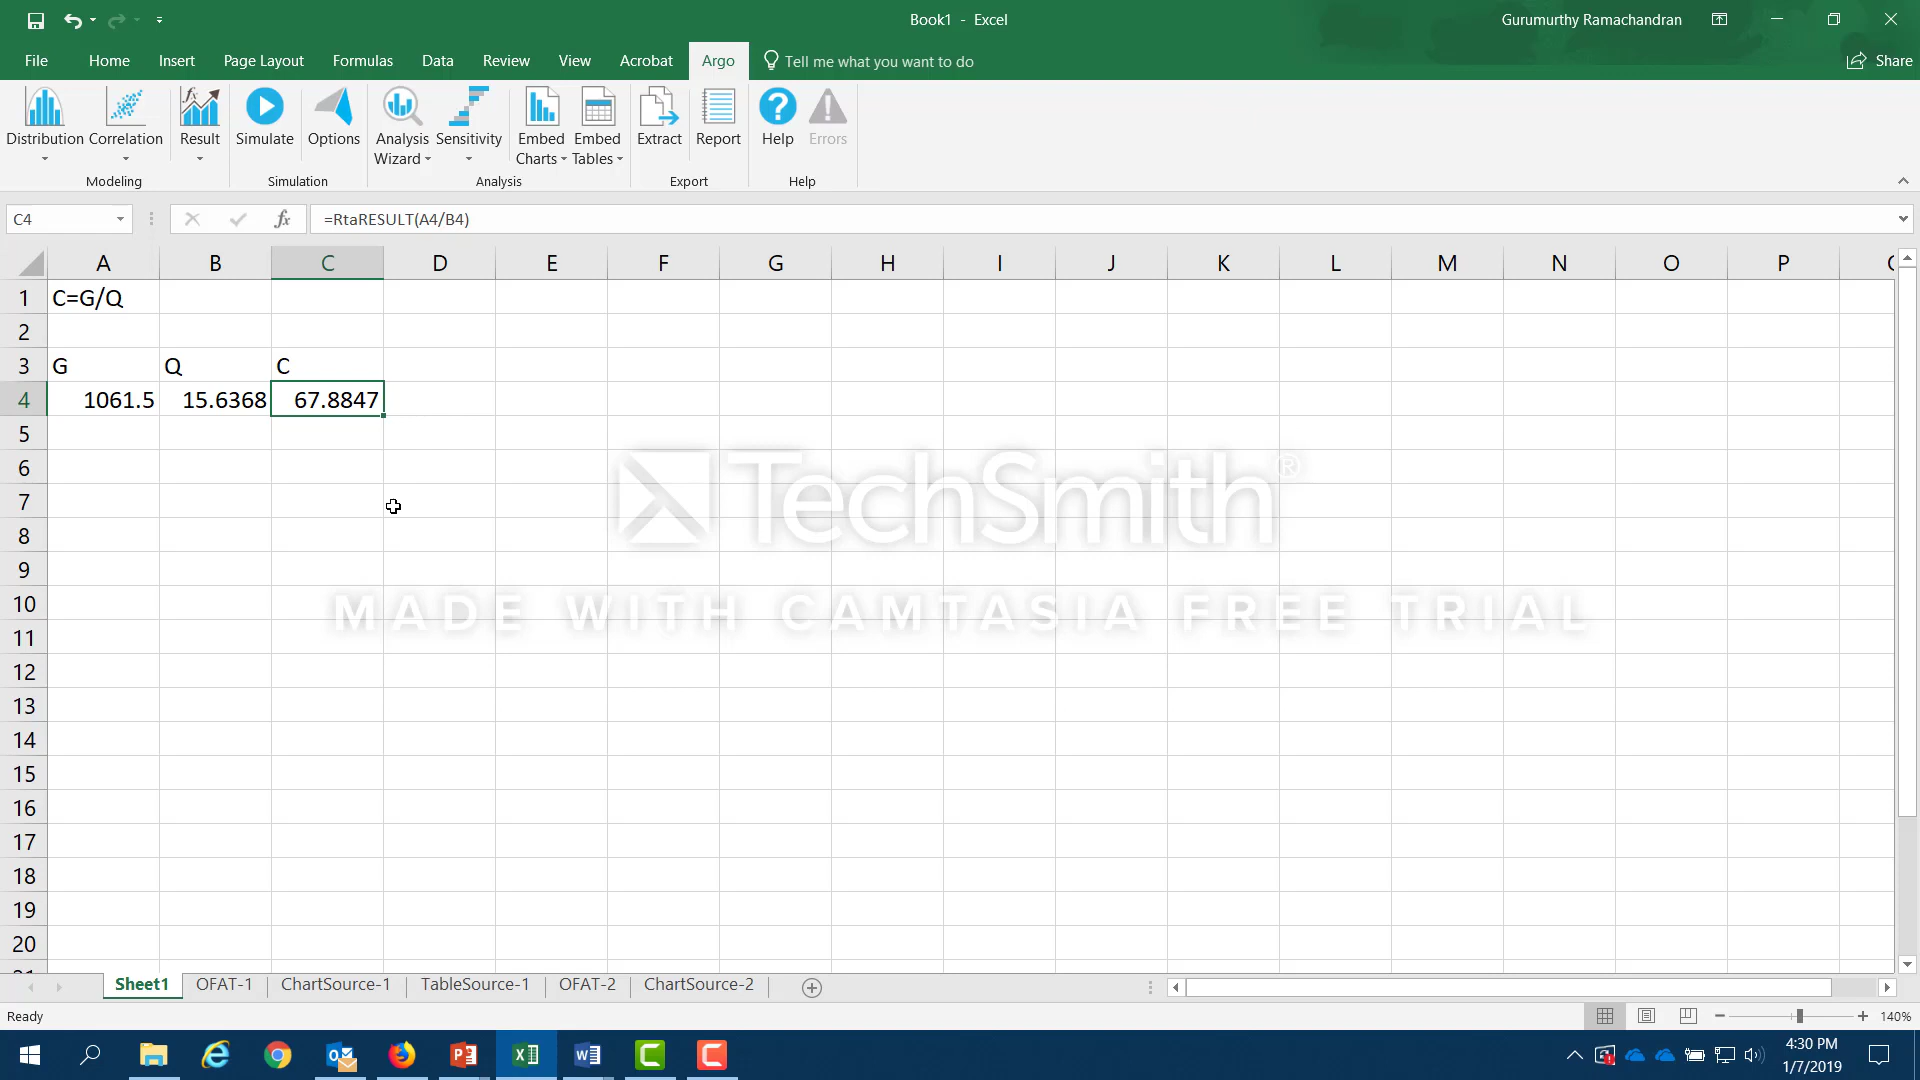 Book1 - Excel
Gurumurthy Ramachandran
File Home Insert Page Layout Formulas Data Review View Acrobat Argo Tell me what you want to do Share
Distribution Correlation Result Simulate Options Analysis Wizard Sensitivity Embed Charts Embed Tables Extract Report Help Errors
Modeling Simulation Analysis Export Help
C4 fx =RtaRESULT(A4/B4)
A B C D E F G H I J K L M N O P
1 C=G/Q
2
3 G Q C
4 1061.5 15.6368 67.8847
5
6
7
8
9
10
11
12
13
14
15
16
17
18
19
20
TechSmith®
MADE WITH CAMTASIA FREE TRIAL
Sheet1 OFAT-1 ChartSource-1 TableSource-1 OFAT-2 ChartSource-2
Ready 140%
4:30 PM
1/7/2019